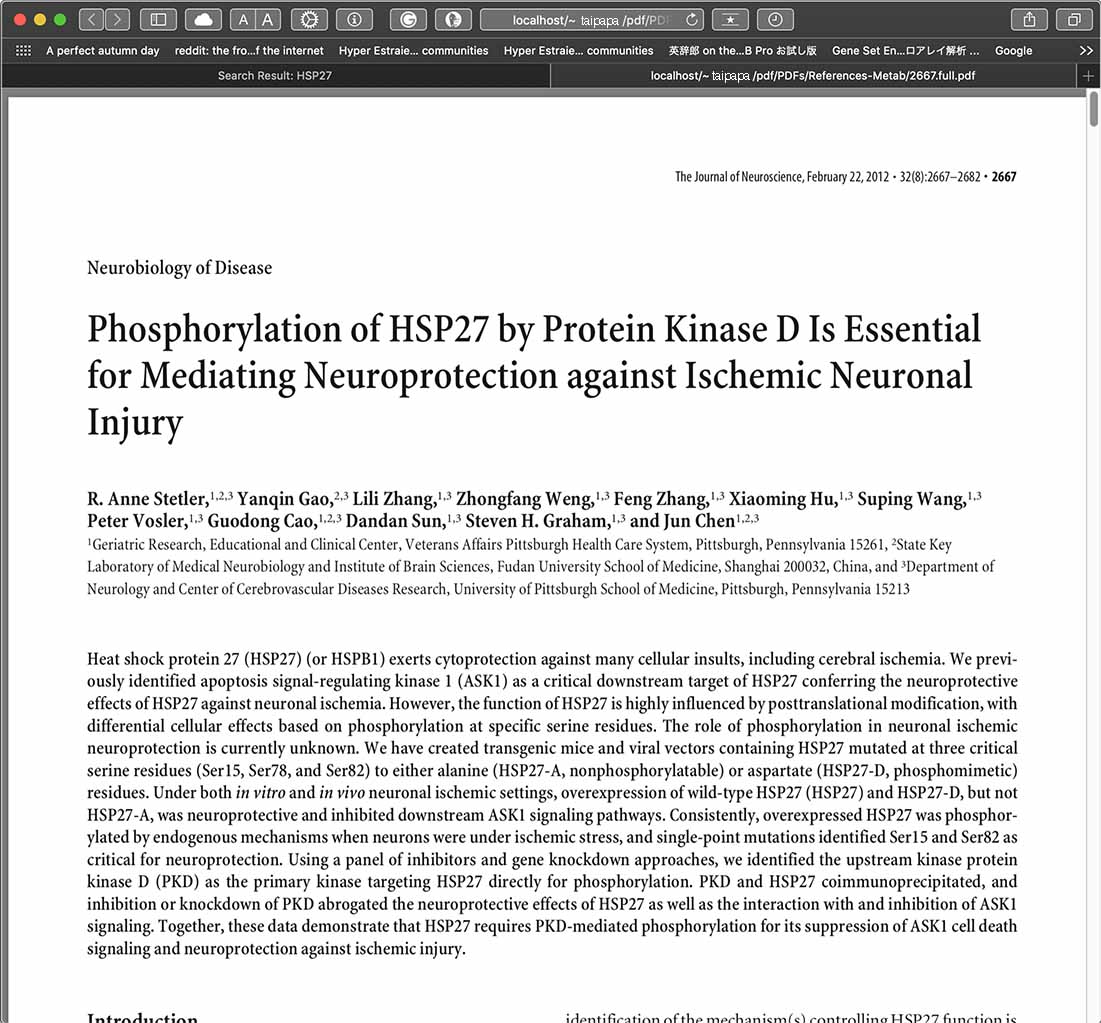 A A localhost/~ taipapa /pdf/PD
A perfect autumn day reddit: the fro...f the internet Hyper Estraie... communities Hyper Estraie... communities 英辞郎 on the...B Pro お試し版 Gene Set En...ロアレイ解析 ... Google >>
Search Result: HSP27 localhost/~ taipapa /pdf/PDFs/References-Metab/2667.full.pdf +
The Journal of Neuroscience, February 22, 2012 • 32(8):2667–2682 • 2667
Neurobiology of Disease
Phosphorylation of HSP27 by Protein Kinase D Is Essential
for Mediating Neuroprotection against Ischemic Neuronal
Injury
R. Anne Stetler,1,2,3 Yanqin Gao,2,3 Lili Zhang,1,3 Zhongfang Weng,1,3 Feng Zhang,1,3 Xiaoming Hu,1,3 Suping Wang,1,3
Peter Vosler,1,3 Guodong Cao,1,2,3 Dandan Sun,1,3 Steven H. Graham,1,3 and Jun Chen1,2,3
1Geriatric Research, Educational and Clinical Center, Veterans Affairs Pittsburgh Health Care System, Pittsburgh, Pennsylvania 15261, 2State Key
Laboratory of Medical Neurobiology and Institute of Brain Sciences, Fudan University School of Medicine, Shanghai 200032, China, and 3Department of
Neurology and Center of Cerebrovascular Diseases Research, University of Pittsburgh School of Medicine, Pittsburgh, Pennsylvania 15213
Heat shock protein 27 (HSP27) (or HSPB1) exerts cytoprotection against many cellular insults, including cerebral ischemia. We previ-
ously identified apoptosis signal-regulating kinase 1 (ASK1) as a critical downstream target of HSP27 conferring the neuroprotective
effects of HSP27 against neuronal ischemia. However, the function of HSP27 is highly influenced by posttranslational modification, with
differential cellular effects based on phosphorylation at specific serine residues. The role of phosphorylation in neuronal ischemic
neuroprotection is currently unknown. We have created transgenic mice and viral vectors containing HSP27 mutated at three critical
serine residues (Ser15, Ser78, and Ser82) to either alanine (HSP27-A, nonphosphorylatable) or aspartate (HSP27-D, phosphomimetic)
residues. Under both in vitro and in vivo neuronal ischemic settings, overexpression of wild-type HSP27 (HSP27) and HSP27-D, but not
HSP27-A, was neuroprotective and inhibited downstream ASK1 signaling pathways. Consistently, overexpressed HSP27 was phosphor-
ylated by endogenous mechanisms when neurons were under ischemic stress, and single-point mutations identified Ser15 and Ser82 as
critical for neuroprotection. Using a panel of inhibitors and gene knockdown approaches, we identified the upstream kinase protein
kinase D (PKD) as the primary kinase targeting HSP27 directly for phosphorylation. PKD and HSP27 coimmunoprecipitated, and
inhibition or knockdown of PKD abrogated the neuroprotective effects of HSP27 as well as the interaction with and inhibition of ASK1
signaling. Together, these data demonstrate that HSP27 requires PKD-mediated phosphorylation for its suppression of ASK1 cell death
signaling and neuroprotection against ischemic injury.
Introduction
identification of the mechanism(s) controlling HSP27 function is